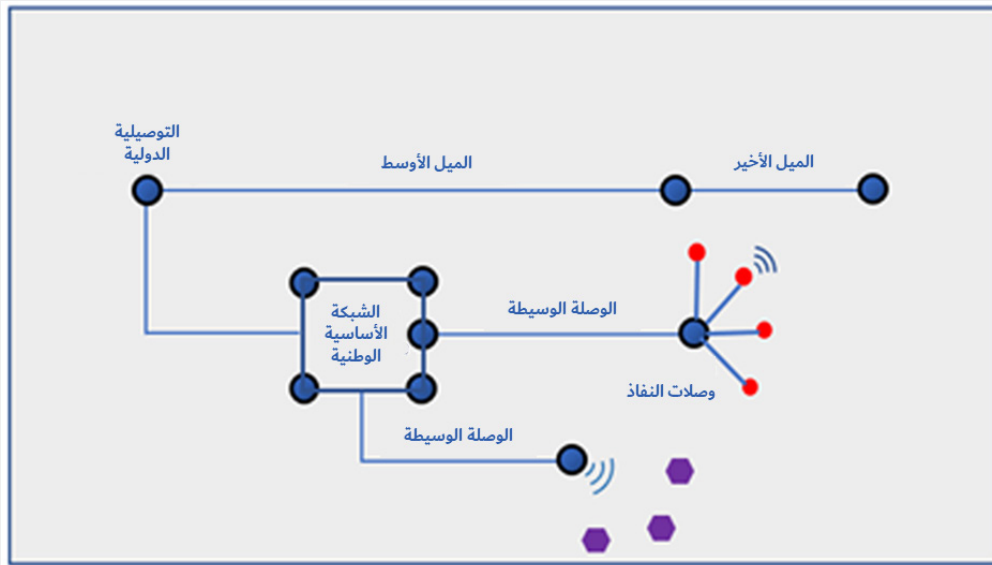 التوصيلية
الدولية
الميل الأوسط
الميل الأخير
الشبكة
الأساسية
الوطنية
الوصلة الوسيطة
وصلات النفاذ
الوصلة الوسيطة